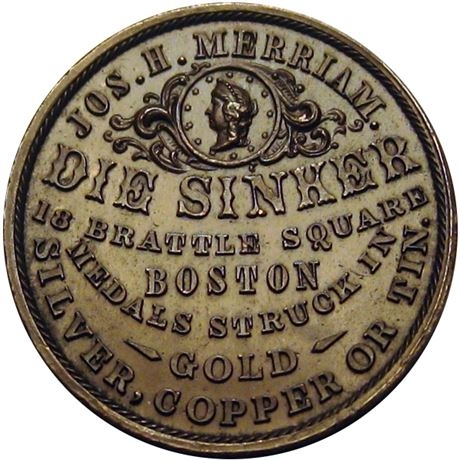 JOS. H. MERRIAM.
DIE SINKER
18 BRATTLE SQUARE
BOSTON
MEDALS STRUCK IN
GOLD
SILVER, COPPER OR TIN.